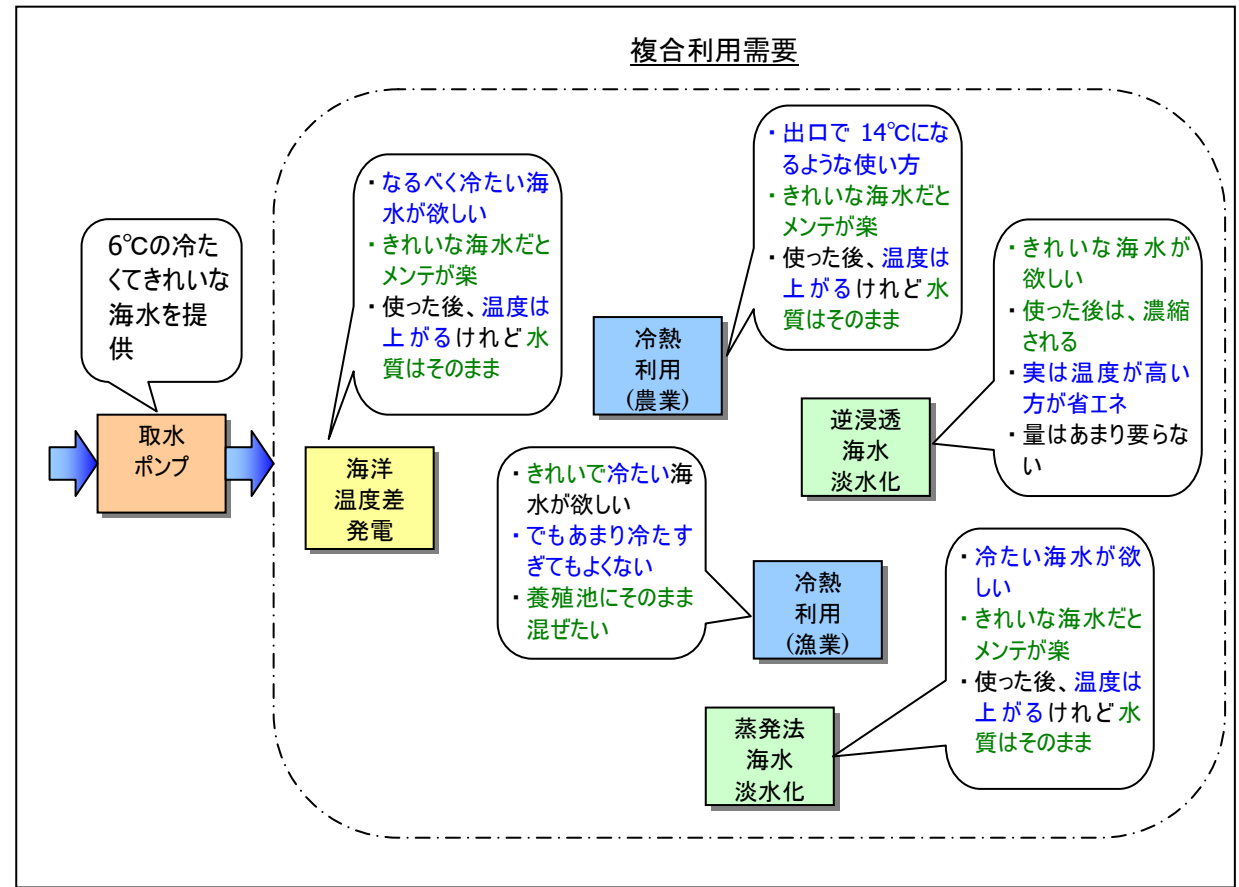 複合利用需要
6℃の冷た
くてきれいな
海水を提
供
取水
ポンプ
・なるべく冷たい海
水が欲しい
・きれいな海水だと
メンテが楽
・使った後、温度は
上がるけれど水
質はそのまま
海洋
温度差
発電
・出口で 14℃にな
るような使い方
・きれいな海水だと
メンテが楽
・使った後、温度は
上がるけれど水
質はそのまま
冷熱
利用
(農業)
・きれいな海水が
欲しい
・使った後は、濃縮
される
・実は温度が高い
方が省エネ
・量はあまり要らな
い
逆浸透
海水
淡水化
・きれいで冷たい海
水が欲しい
・でもあまり冷たす
ぎてもよくない
・養殖池にそのまま
混ぜたい
冷熱
利用
(漁業)
・冷たい海水が欲
しい
・きれいな海水だと
メンテが楽
・使った後、温度は
上がるけれど水
質はそのまま
蒸発法
海水
淡水化